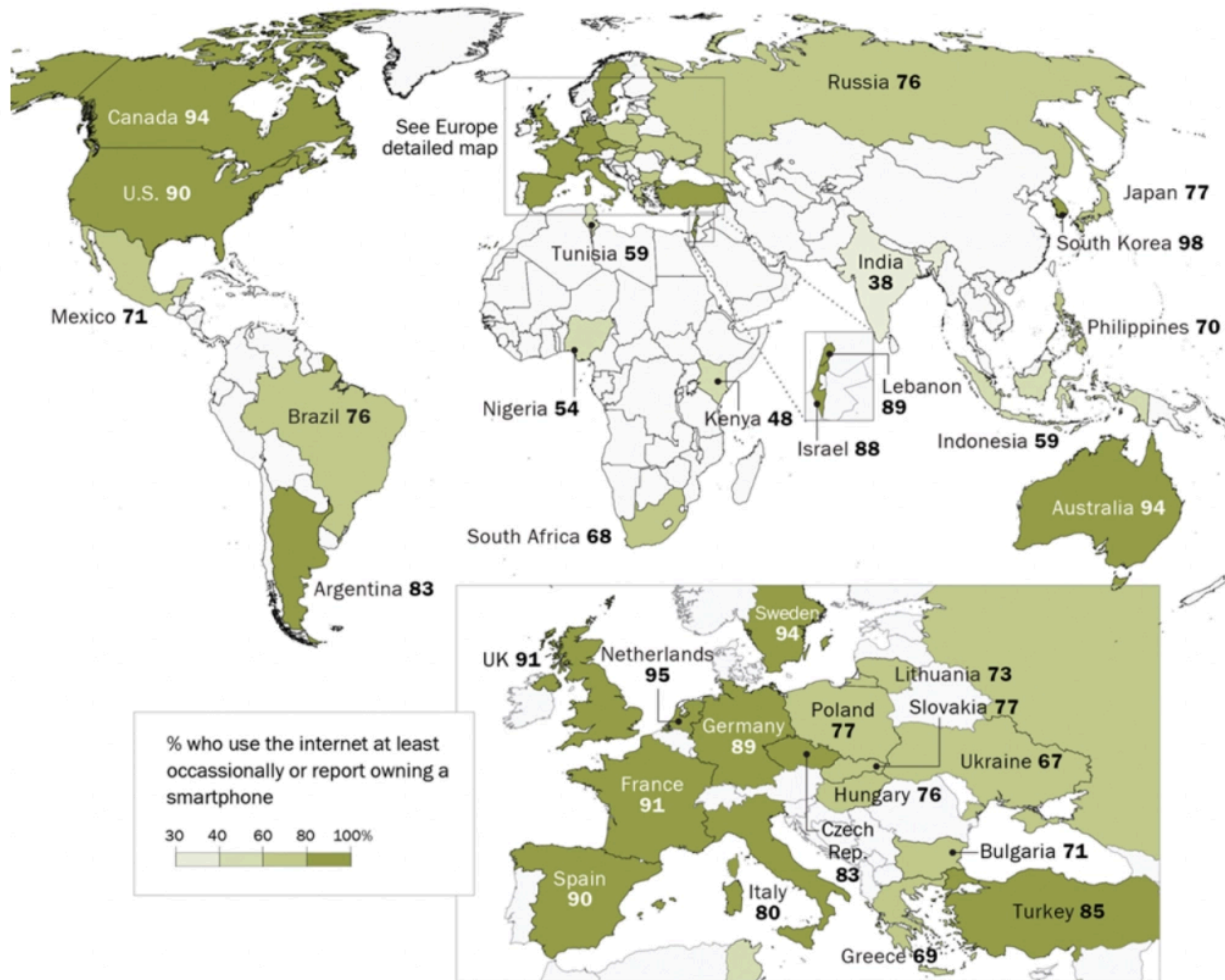 Canada 94
U.S. 90
Mexico 71
Brazil 76
Argentina 83
See Europe
detailed map
Russia 76
Japan 77
South Korea 98
Tunisia 59
India
38
Philippines 70
Nigeria 54
Kenya 48
Lebanon
89
Israel 88
Indonesia 59
South Africa 68
Australia 94
% who use the internet at least
occassionally or report owning a
smartphone
30 40 60 80 100%
Sweden
94
UK 91
Netherlands
95
Lithuania 73
Slovakia 77
Poland
77
Germany
89
Ukraine 67
France
91
Hungary 76
Czech
Rep.
83
Bulgaria 71
Spain
90
Italy
80
Turkey 85
Greece 69